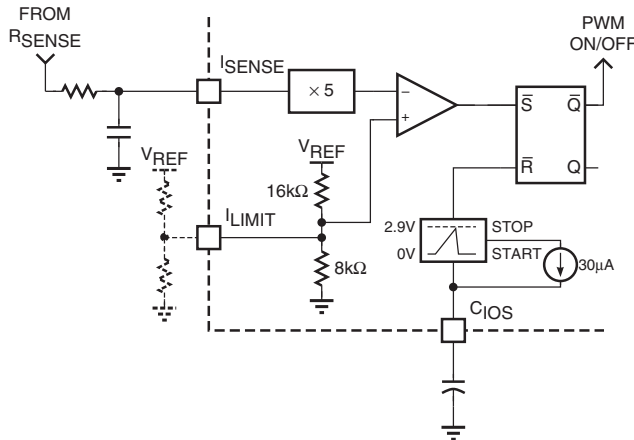 FROM
RSENSE
PWM
ON/OFF
ISENSE
× 5
−
+
S̅ Q̅
R̅ Q
VREF
VREF
16kΩ
ILIMIT
8kΩ
2.9V STOP
0V START
30µA
CIOS